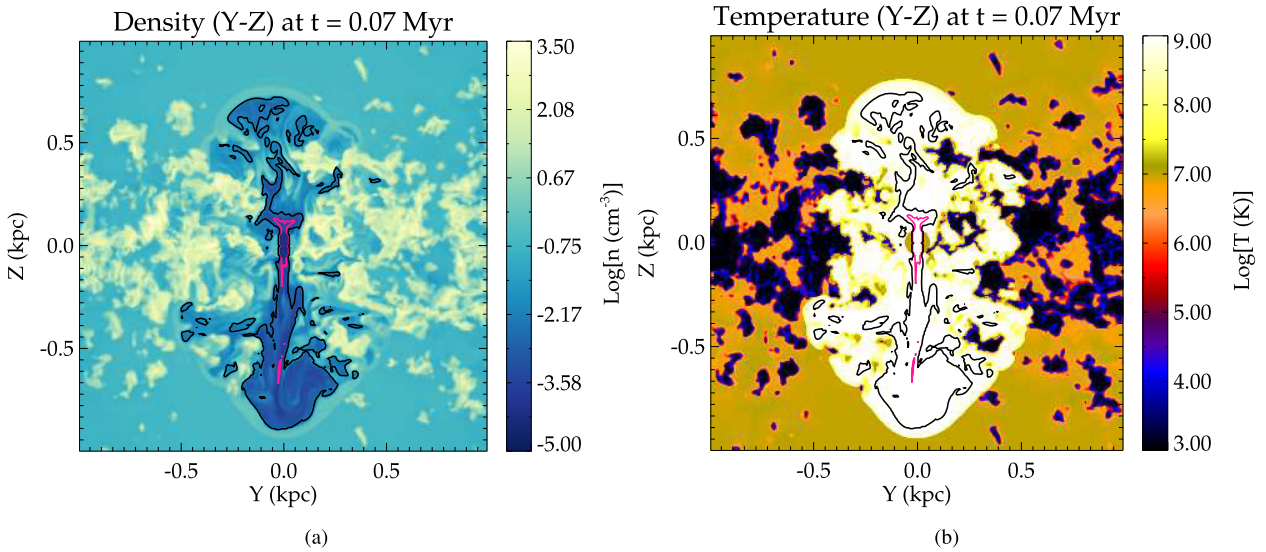 Density (Y-Z) at t = 0.07 Myr
Z (kpc)
0.5
0.0
-0.5
-0.5
0.0
0.5
Y (kpc)
3.50
2.08
0.67
-0.75
-2.17
-3.58
-5.00
Log[n (cm⁻³)]
(a)
Temperature (Y-Z) at t = 0.07 Myr
Z (kpc)
0.5
0.0
-0.5
-0.5
0.0
0.5
Y (kpc)
9.00
8.00
7.00
6.00
5.00
4.00
3.00
Log[T (K)]
(b)